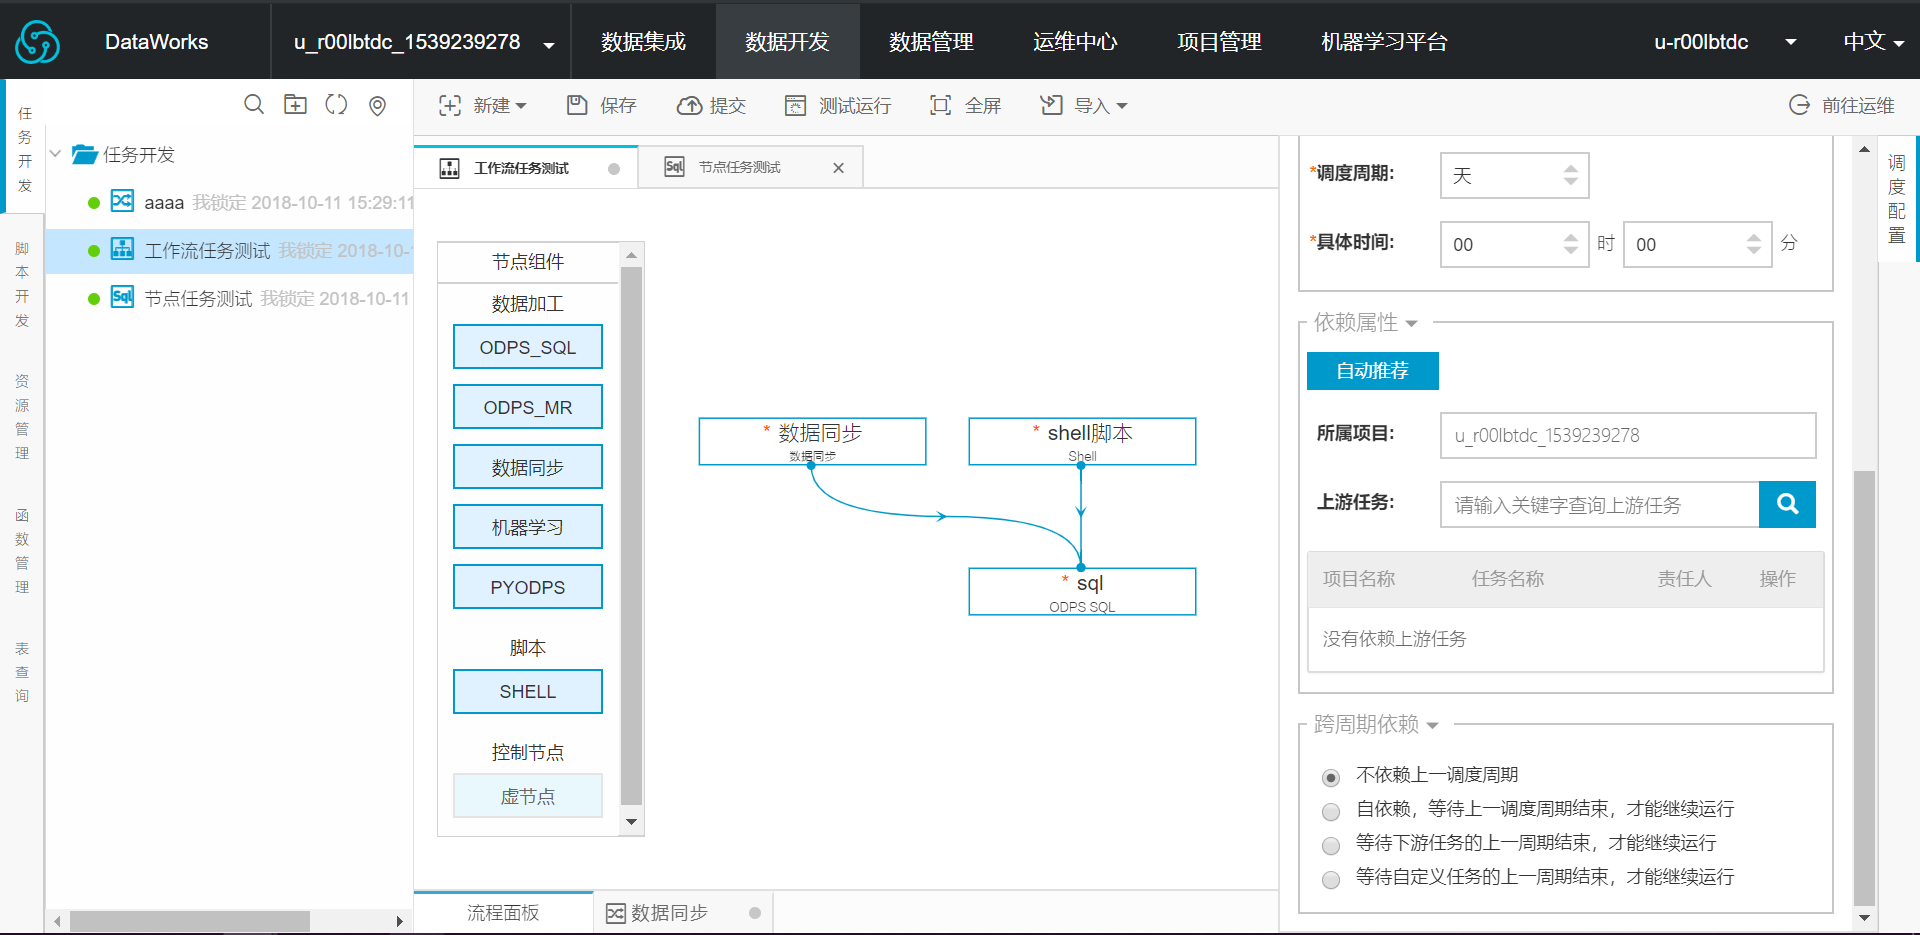 DataWorks
u_r00lbtdc_1539239278
数据集成
数据开发
数据管理
运维中心
项目管理
机器学习平台
u-r00lbtdc
中文
任务开发
脚本开发
资源管理
函数管理
表查询
任务开发
aaaa 我锁定 2018-10-11 15:29:11
工作流任务测试 我锁定 2018-10-
节点任务测试 我锁定 2018-10-11
新建
保存
提交
测试运行
全屏
导入
前往运维
工作流任务测试
Sql 节点任务测试
节点组件
数据加工
ODPS_SQL
ODPS_MR
数据同步
机器学习
PYODPS
脚本
SHELL
控制节点
虚节点
* 数据同步
数据同步
* shell脚本
Shell
* sql
ODPS SQL
流程面板
数据同步
*调度周期: 天
*具体时间: 00 时 00 分
依赖属性
自动推荐
所属项目: u_r00lbtdc_1539239278
上游任务: 请输入关键字查询上游任务
项目名称 任务名称 责任人 操作
没有依赖上游任务
跨周期依赖
不依赖上一调度周期
自依赖，等待上一调度周期结束，才能继续运行
等待下游任务的上一周期结束，才能继续运行
等待自定义任务的上一周期结束，才能继续运行
调度配置